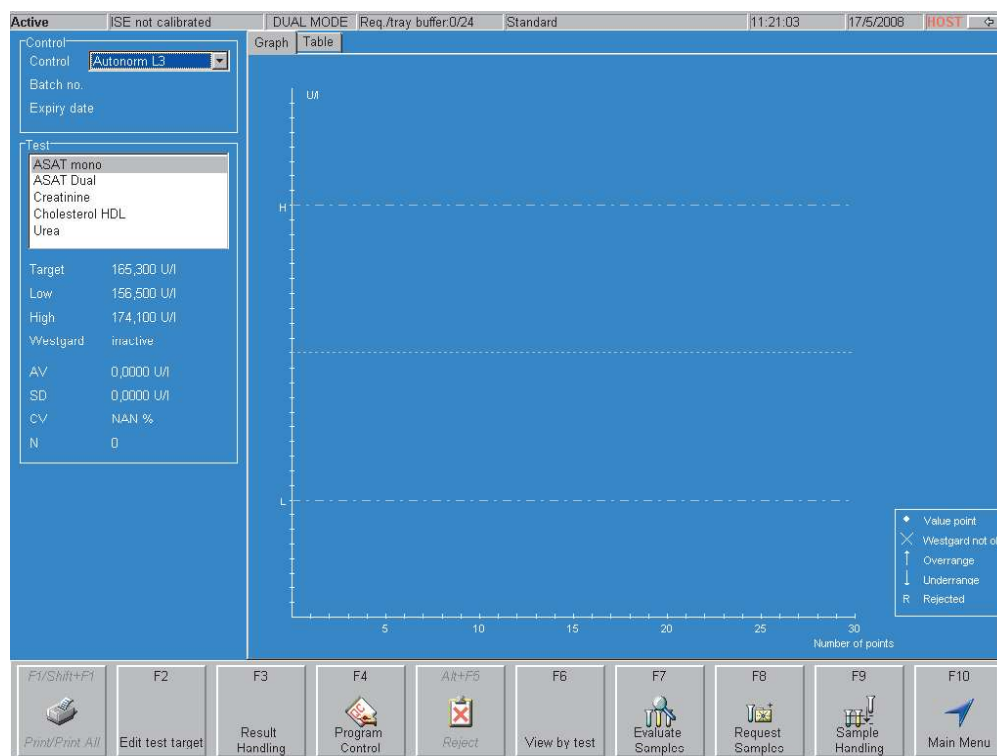 Active ISE not calibrated DUAL MODE Req./tray buffer:0/24 Standard 11:21:03 17/5/2008 HOST
Control
Control Autonorm L3
Batch no.
Expiry date
Test
ASAT mono
ASAT Dual
Creatinine
Cholesterol HDL
Urea
Target 165,300 U/l
Low 156,500 U/l
High 174,100 U/l
Westgard inactive
AV 0,0000 U/l
SD 0,0000 U/l
CV NAN %
N 0
Graph Table
U/l
H
L
5 10 15 20 25 30
Number of points
Value point
Westgard not o
Overrange
Underrange
R Rejected
F1/Shift+F1 F2 F3 F4 Alt+F5 F6 F7 F8 F9 F10
Print/Print All
Edit test target
Result
Handling
QC
Program
Control
Reject
View by test
Evaluate
Samples
Request
Samples
Sample
Handling
Main Menu